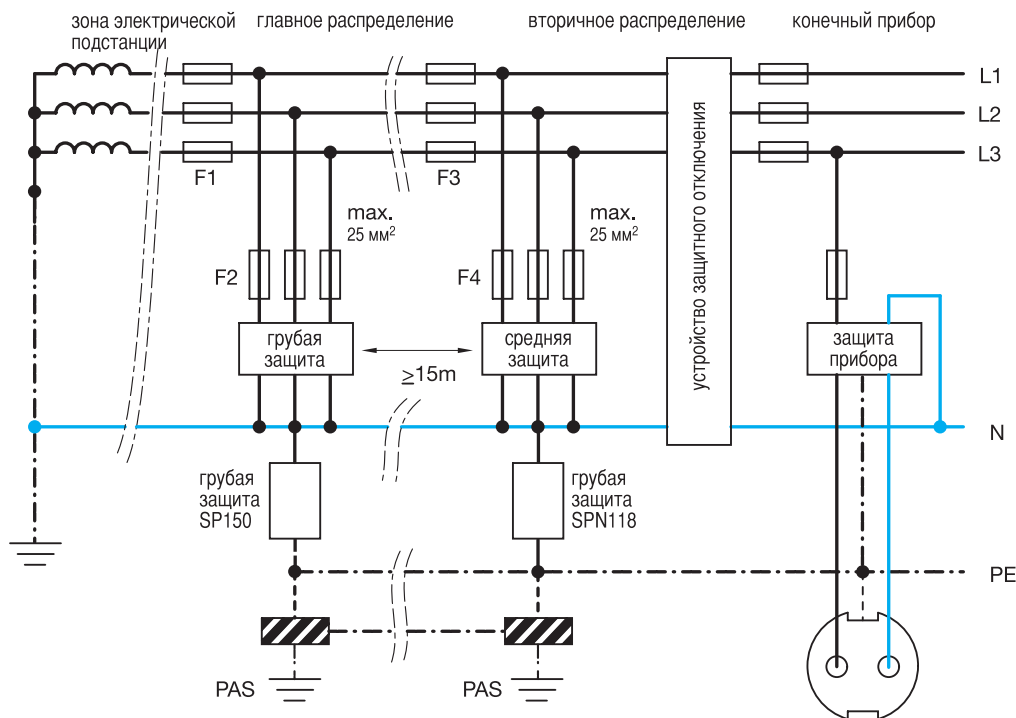 зона электрической
подстанции
главное распределение
вторичное распределение
конечный прибор
L1
L2
L3
F1
F3
max.
25 мм²
max.
25 мм²
F2
F4
устройство защитного отключения
грубая
защита
средняя
защита
защита
прибора
≥15m
N
грубая
защита
SP150
грубая
защита
SPN118
PE
PAS
PAS